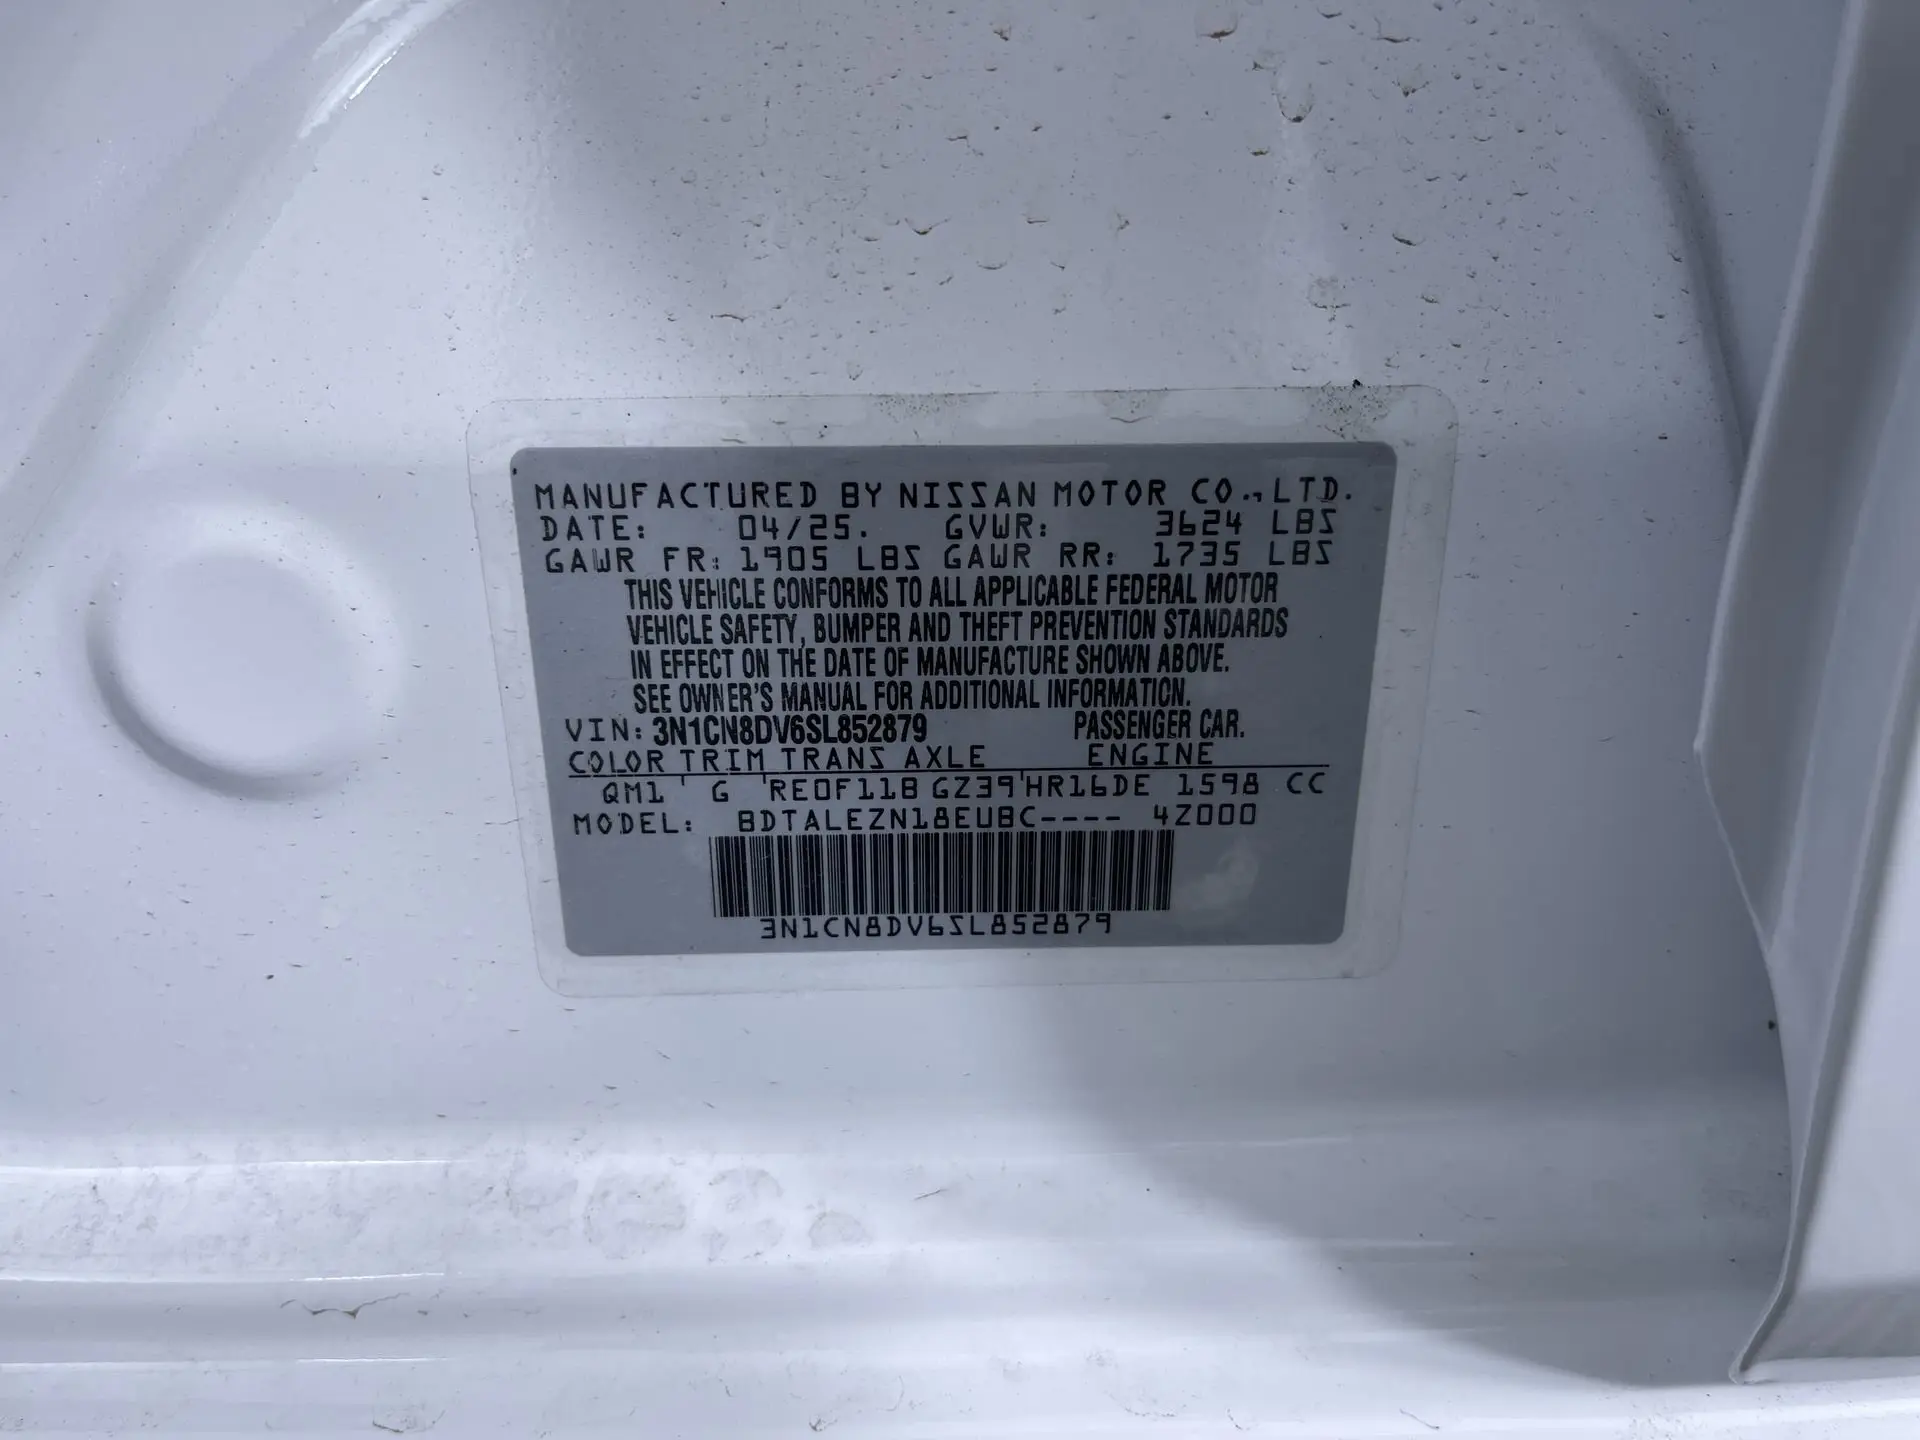 MANUFACTURED BY NISSAN MOTOR CO.,LTD.
DATE: 04/25. GVWR: 3624 LBS
GAWR FR: 1905 LBS GAWR RR: 1735 LBS
THIS VEHICLE CONFORMS TO ALL APPLICABLE FEDERAL MOTOR
VEHICLE SAFETY, BUMPER AND THEFT PREVENTION STANDARDS
IN EFFECT ON THE DATE OF MANUFACTURE SHOWN ABOVE.
SEE OWNER'S MANUAL FOR ADDITIONAL INFORMATION.
VIN: 3N1CN8DV6SL852879 PASSENGER CAR.
COLOR TRIM TRANS AXLE ENGINE
QM1 G RE0F11B GZ39 HR16DE 1598 CC
MODEL: BDTALEZN18EUBC---- 4Z000
3N1CN8DV6SL852879